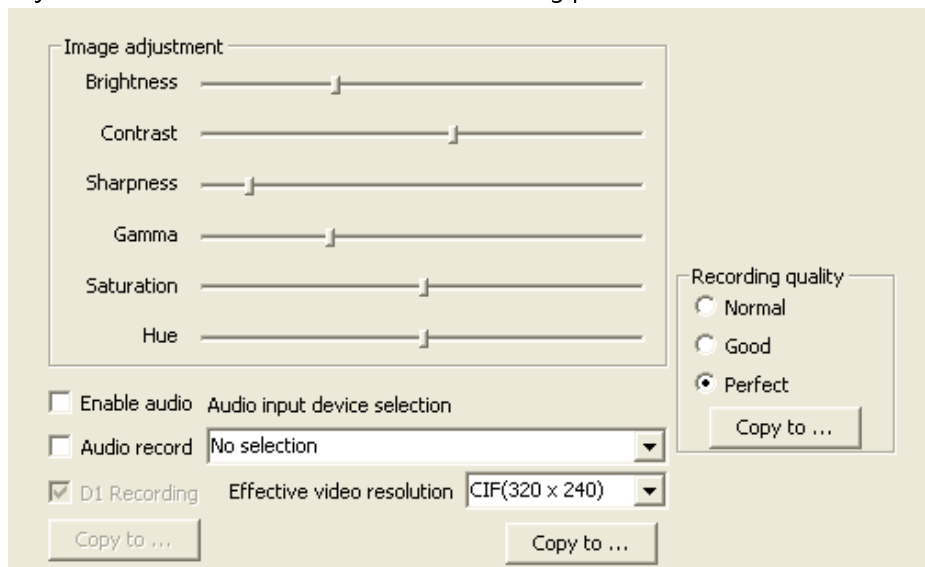 Image adjustment
Brightness
Contrast
Sharpness
Gamma
Saturation
Hue
Recording quality
Normal
Good
Perfect
Copy to ...
Enable audio Audio input device selection
Audio record No selection
D1 Recording Effective video resolution CIF(320 x 240)
Copy to ... Copy to ...